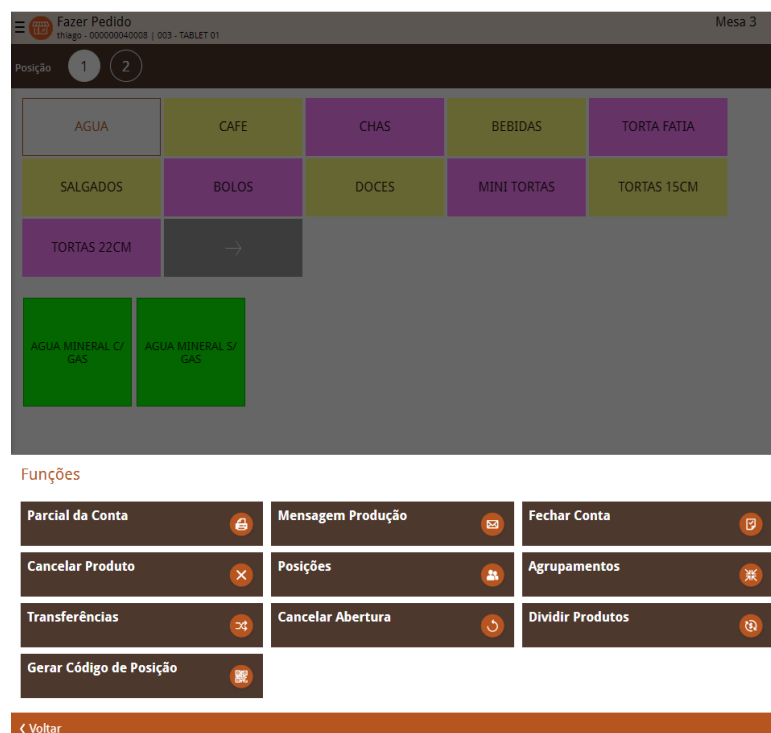 Fazer Pedido
Mesa 3
thiago - 000000040008 | 003 - TABLET 01
Posição 1 2
AGUA CAFE CHAS BEBIDAS TORTA FATIA
SALGADOS BOLOS DOCES MINI TORTAS TORTAS 15CM
TORTAS 22CM
AGUA MINERAL C/
GAS
AGUA MINERAL S/
GAS
Funções
Parcial da Conta Mensagem Produção Fechar Conta
Cancelar Produto Posições Agrupamentos
Transferências Cancelar Abertura Dividir Produtos
Gerar Código de Posição
Voltar